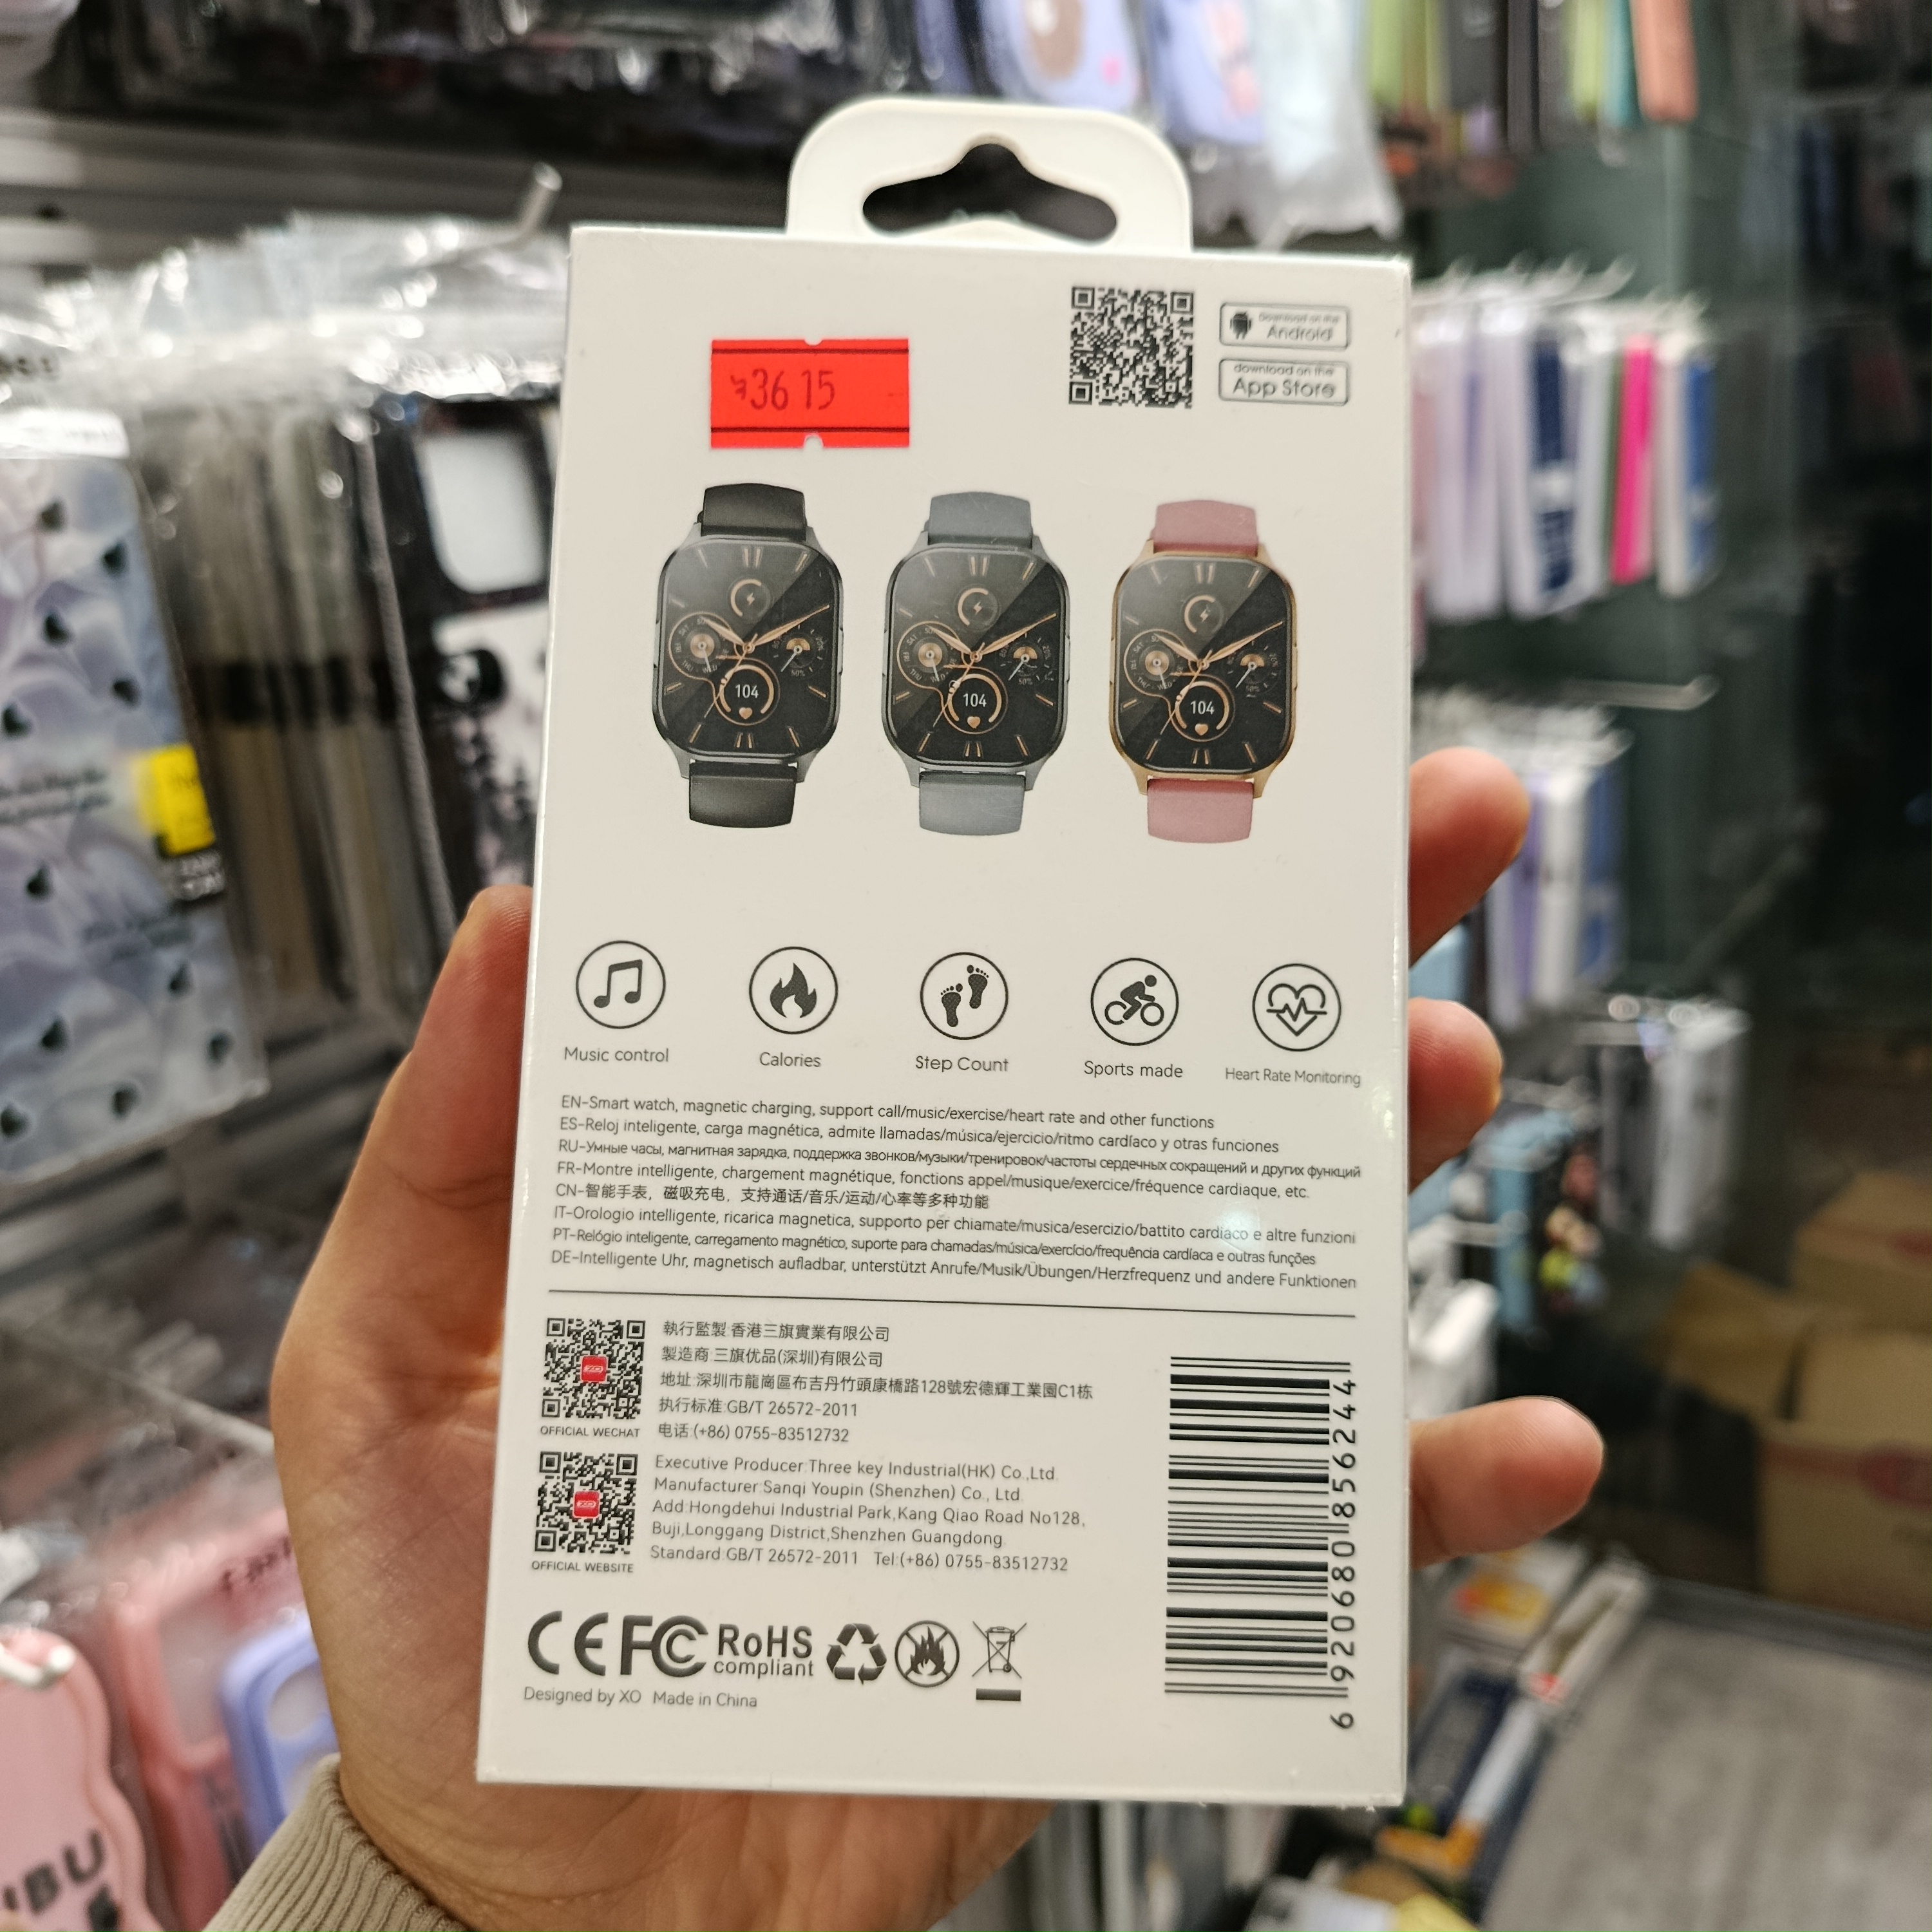 36 15
download on the
Android
download on the
App Store
104
104
104
Music control
Calories
Step Count
Sports made
Heart Rate Monitoring
EN-Smart watch, magnetic charging, support call/music/exercise/heart rate and other functions
ES-Reloj inteligente, carga magnética, admite llamadas/música/ejercicio/ritmo cardíaco y otras funciones
RU-Умные часы, магнитная зарядка, поддержка звонков/музыки/тренировок/частоты сердечных сокращений и других функций
FR-Montre intelligente, chargement magnétique, fonctions appel/musique/exercice/fréquence cardiaque, etc.
CN-智能手表，磁吸充电，支持通话/音乐/运动/心率等多种功能
IT-Orologio intelligente, ricarica magnetica, supporto per chiamate/musica/esercizio/battito cardiaco e altre funzioni
PT-Relógio inteligente, carregamento magnético, suporte para chamadas/música/exercício/frequência cardíaca e outras funções
DE-Intelligente Uhr, magnetisch aufladbar, unterstützt Anrufe/Musik/Übungen/Herzfrequenz und andere Funktionen
執行監製:香港三旗實業有限公司
製造商:三旗优品(深圳)有限公司
地址:深圳市龍崗區布吉丹竹頭康橋路128號宏德輝工業園C1栋
执行标准:GB/T 26572-2011
电话:(+86) 0755-83512732
OFFICIAL WECHAT
Executive Producer:Three key Industrial(HK) Co.,Ltd.
Manufacturer:Sanqi Youpin (Shenzhen) Co., Ltd.
Add:Hongdehui Industrial Park,Kang Qiao Road No128,
Buji,Longgang District,Shenzhen Guangdong.
Standard:GB/T 26572-2011 Tel:(+86) 0755-83512732
OFFICIAL WEBSITE
CE FC RoHS
compliant
Designed by XO Made in China
6 920680 856244